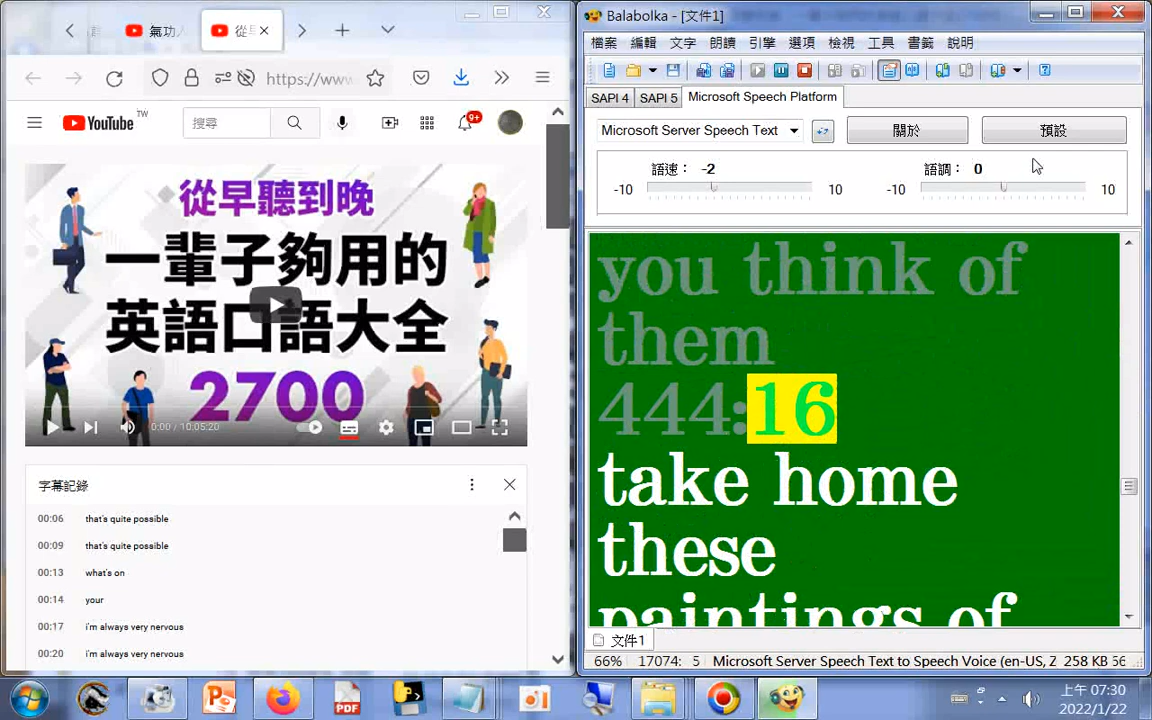 氣功人
從
https://www
YouTube TW
搜尋
9+
從早聽到晚
一輩子夠用的
英語口語大全
2700
0:00 / 10:05:20
字幕記錄
00:06 that's quite possible
00:09 that's quite possible
00:13 what's on
00:14 your
00:17 i'm always very nervous
00:20 i'm always very nervous
Balabolka - [文件1]
檔案 編輯 文字 朗讀 引擎 選項 檢視 工具 書籤 說明
SAPI 4 SAPI 5 Microsoft Speech Platform
Microsoft Server Speech Text 關於 預設
語速： -2 語調： 0
-10 10 -10 10
you think of
them
444:16
take home
these
paintings of
文件1
66% 17074: 5 Microsoft Server Speech Text to Speech Voice (en-US, Z 258 KB
PDF
上午 07:30
2022/1/22